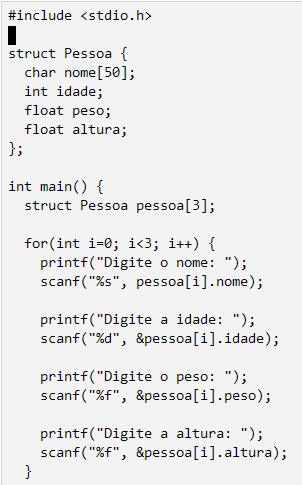 #include <stdio.h>
struct Pessoa {
  char nome[50];
  int idade;
  float peso;
  float altura;
};
int main() {
  struct Pessoa pessoa[3];
  for(int i=0; i<3; i++) {
    printf("Digite o nome: ");
    scanf("%s", pessoa[i].nome);
    printf("Digite a idade: ");
    scanf("%d", &pessoa[i].idade);
    printf("Digite o peso: ");
    scanf("%f", &pessoa[i].peso);
    printf("Digite a altura: ");
    scanf("%f", &pessoa[i].altura);
  }